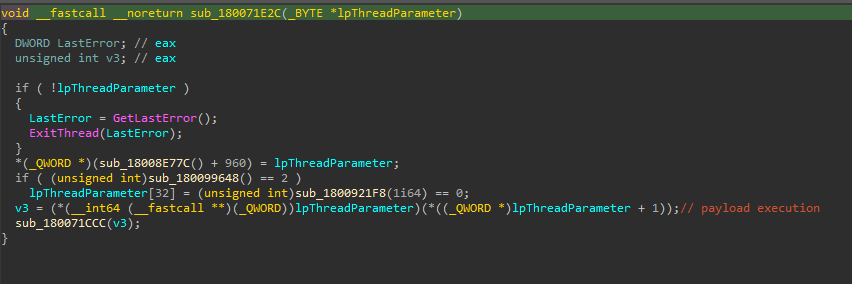 void __fastcall __noreturn sub_180071E2C(_BYTE *lpThreadParameter)
{
  DWORD LastError; // eax
  unsigned int v3; // eax
  if ( !lpThreadParameter )
  {
    LastError = GetLastError();
    ExitThread(LastError);
  }
  *(_QWORD *)(sub_18008E77C() + 960) = lpThreadParameter;
  if ( (unsigned int)sub_180099648() == 2 )
    lpThreadParameter[32] = (unsigned int)sub_1800921F8(1i64) == 0;
  v3 = (*(__int64 (__fastcall **)(_QWORD))lpThreadParameter)(*((_QWORD *)lpThreadParameter + 1));// payload execution
  sub_180071CCC(v3);
}